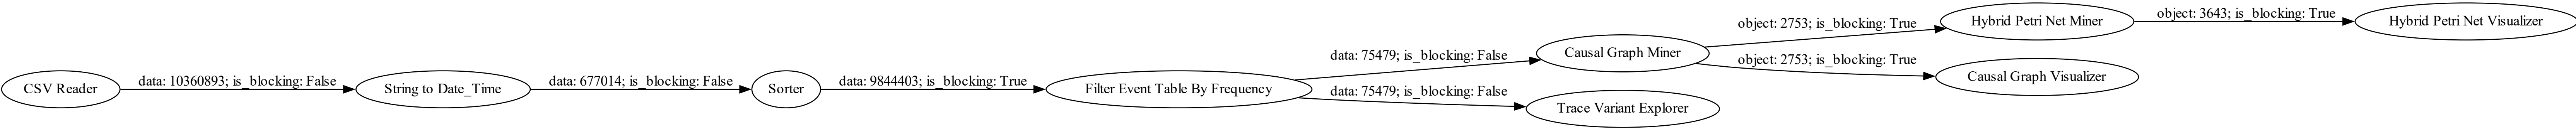 CSV Reader
data: 10360893; is_blocking: False
String to Date_Time
data: 677014; is_blocking: False
Sorter
data: 9844403; is_blocking: True
Filter Event Table By Frequency
data: 75479; is_blocking: False
Causal Graph Miner
object: 2753; is_blocking: True
Hybrid Petri Net Miner
object: 3643; is_blocking: True
Hybrid Petri Net Visualizer
object: 2753; is_blocking: True
Causal Graph Visualizer
data: 75479; is_blocking: False
Trace Variant Explorer